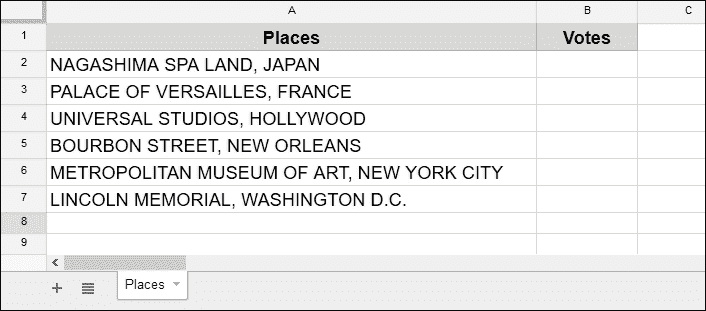 A B C
1 Places Votes
2 NAGASHIMA SPA LAND, JAPAN
3 PALACE OF VERSAILLES, FRANCE
4 UNIVERSAL STUDIOS, HOLLYWOOD
5 BOURBON STREET, NEW ORLEANS
6 METROPOLITAN MUSEUM OF ART, NEW YORK CITY
7 LINCOLN MEMORIAL, WASHINGTON D.C.
8
9
Places